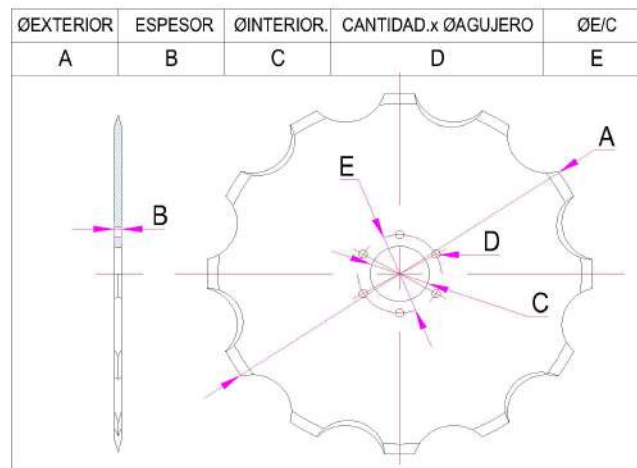 ØEXTERIOR ESPESOR ØINTERIOR. CANTIDAD.x ØAGUJERO ØE/C
A B C D E
A
E
B
D
C